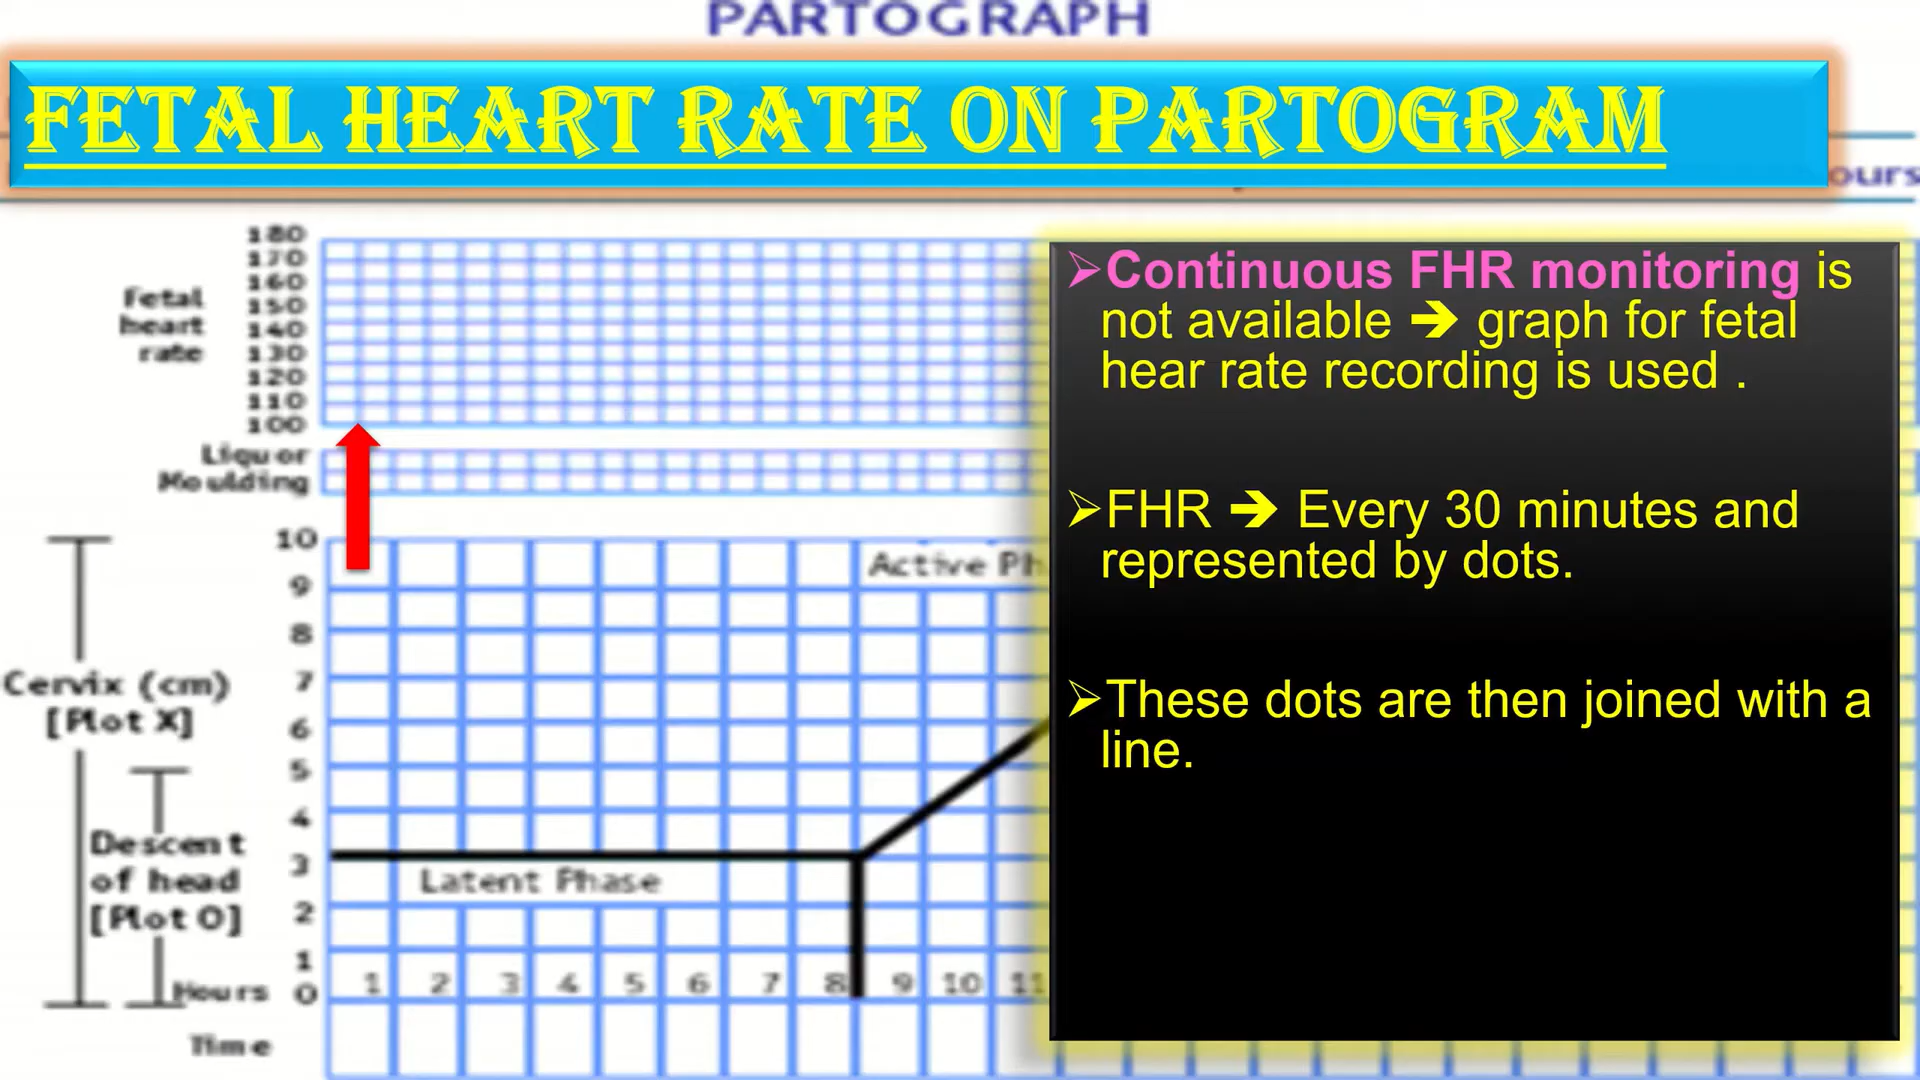 PARTOGRAPH
FETAL HEART RATE ON PARTOGRAM
ours
180
170
160
150
140
130
120
110
100
Fetal
heart
rate
Liquor
Moulding
10
9
8
7
6
5
4
3
2
1
0
Cervix (cm)
[Plot X]
Descent
of head
[Plot O]
Active Ph
Latent Phase
Hours 1 2 3 4 5 6 7 8 9 10 11
Time
➢Continuous FHR monitoring is
not available ➔ graph for fetal
hear rate recording is used .
➢FHR ➔ Every 30 minutes and
represented by dots.
➢These dots are then joined with a
line.